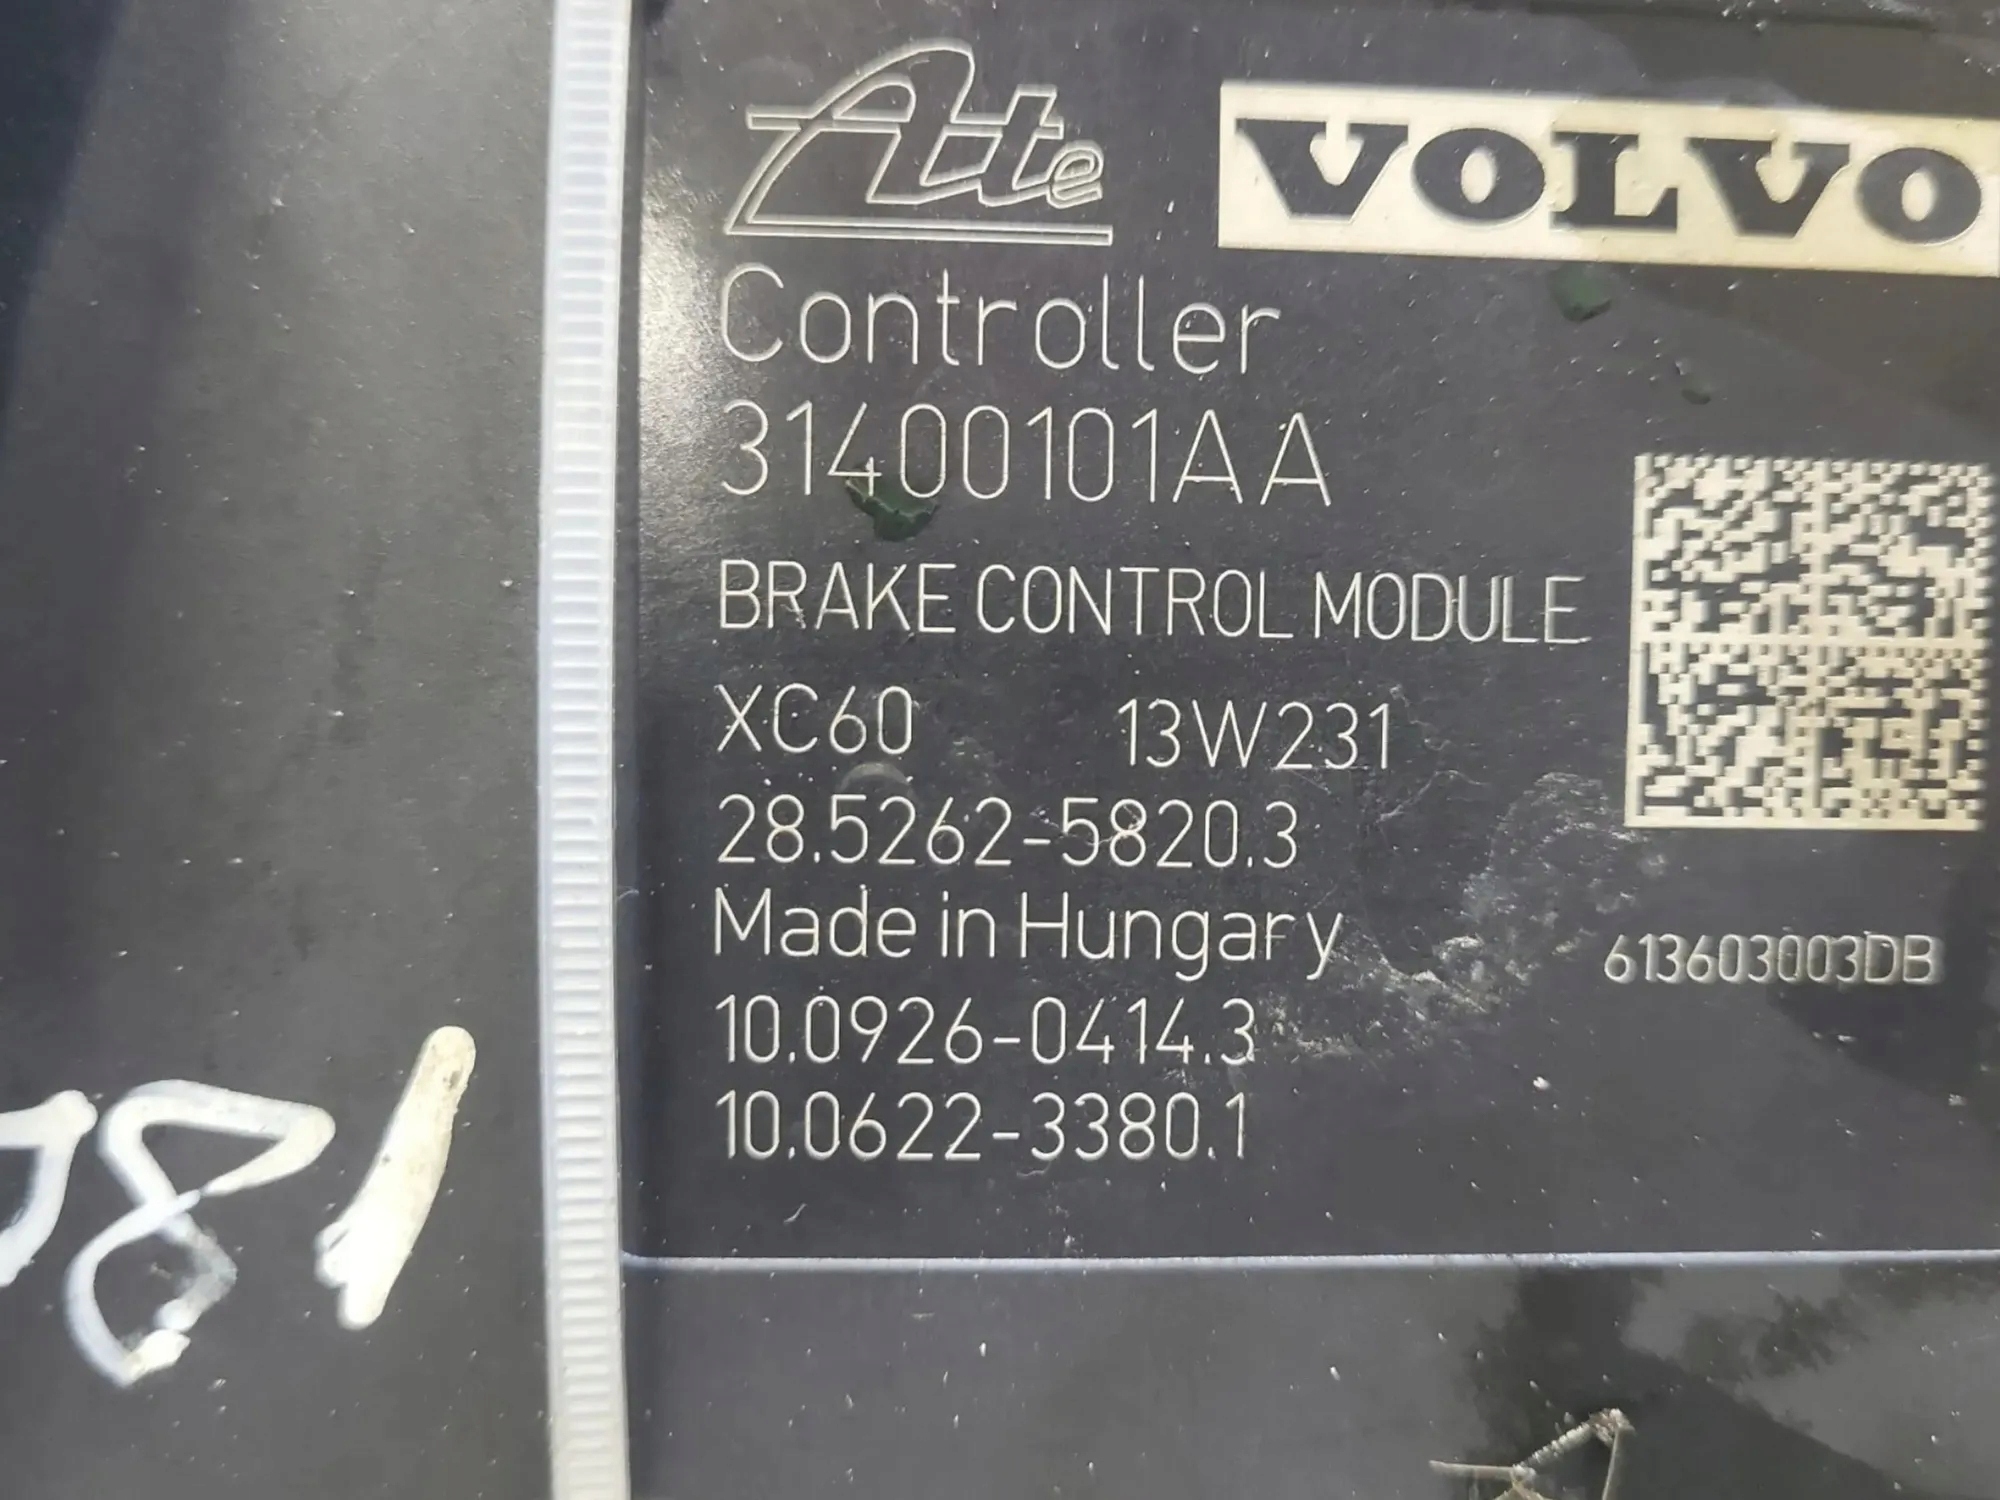 Ate VOLVO
Controller
31400101AA
BRAKE CONTROL MODULE
XC60 13W231
28.5262-5820.3
Made in Hungary
613603003DB
10.0926-0414.3
10.0622-3380.1
81